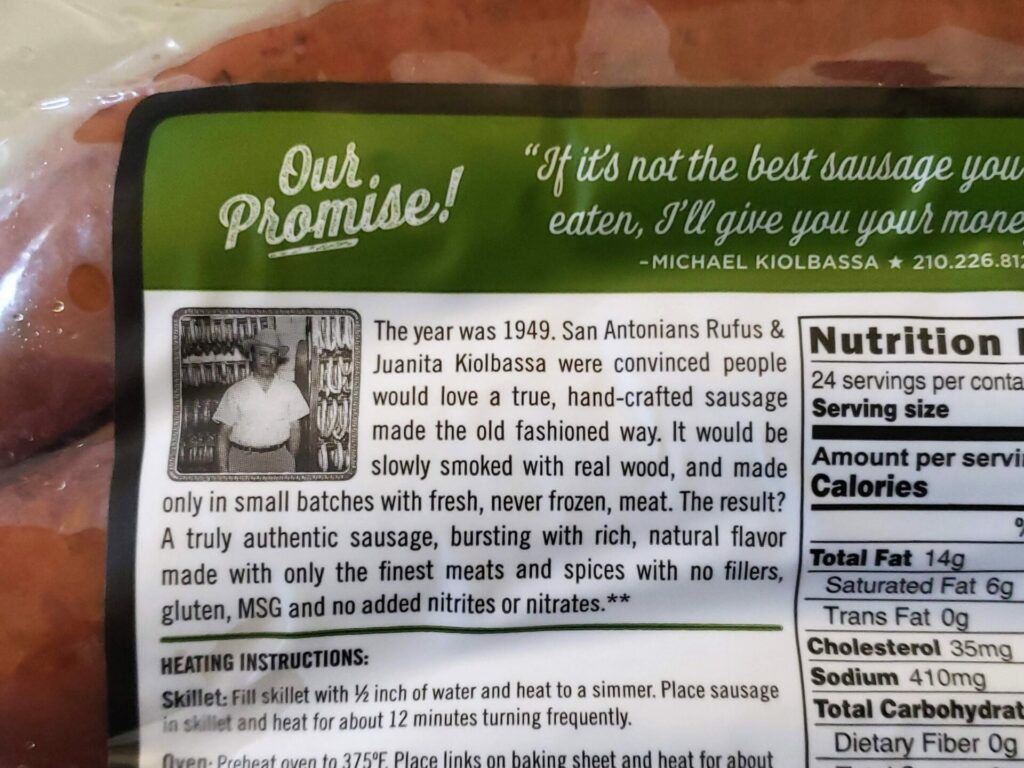 Our
Promise!
“If it's not the best sausage you
eaten, I'll give you your mone
-MICHAEL KIOLBASSA ★ 210.226.812
The year was 1949. San Antonians Rufus &
Juanita Kiolbassa were convinced people
would love a true, hand-crafted sausage
made the old fashioned way. It would be
slowly smoked with real wood, and made
only in small batches with fresh, never frozen, meat. The result?
A truly authentic sausage, bursting with rich, natural flavor
made with only the finest meats and spices with no fillers,
gluten, MSG and no added nitrites or nitrates.**
HEATING INSTRUCTIONS:
Skillet: Fill skillet with ½ inch of water and heat to a simmer. Place sausage
in skillet and heat for about 12 minutes turning frequently.
Oven: Preheat oven to 375°F. Place links on baking sheet and heat for about
Nutrition
24 servings per conta
Serving size
Amount per servi
Calories
%
Total Fat 14g
Saturated Fat 6g
Trans Fat 0g
Cholesterol 35mg
Sodium 410mg
Total Carbohydrat
Dietary Fiber 0g